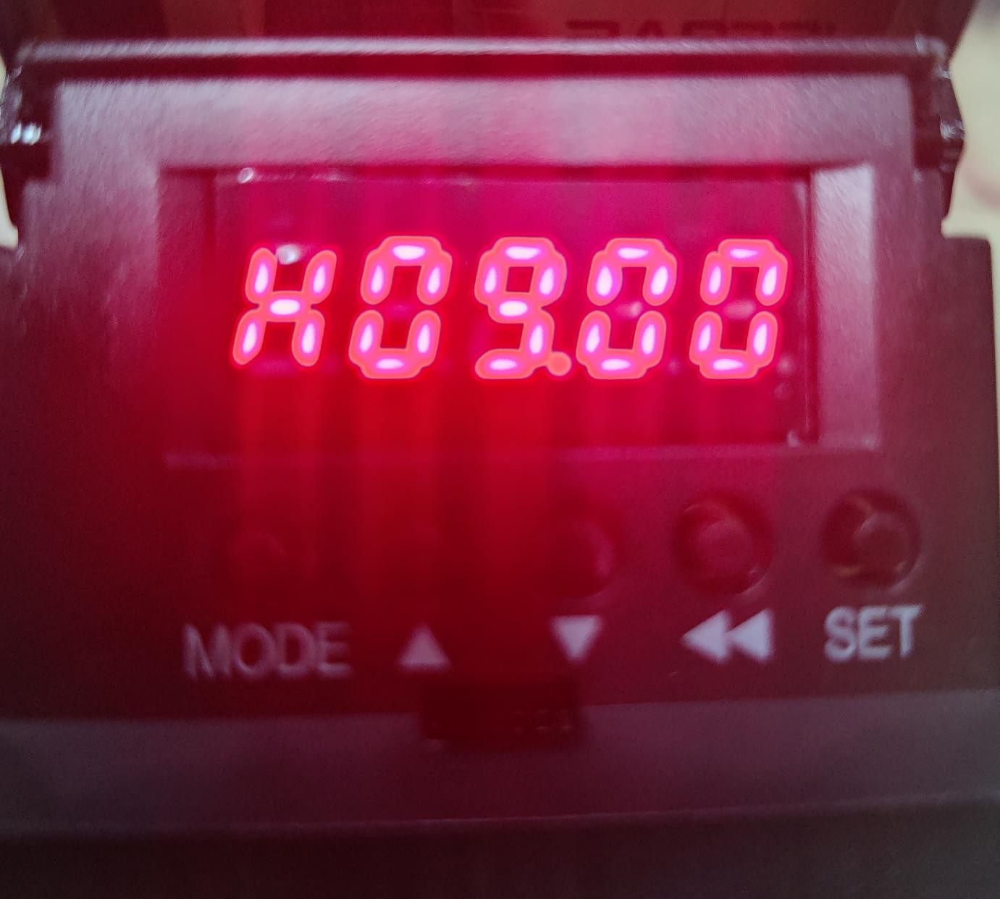 H09.00
MODE ▲ ▼ ◀◀ SET